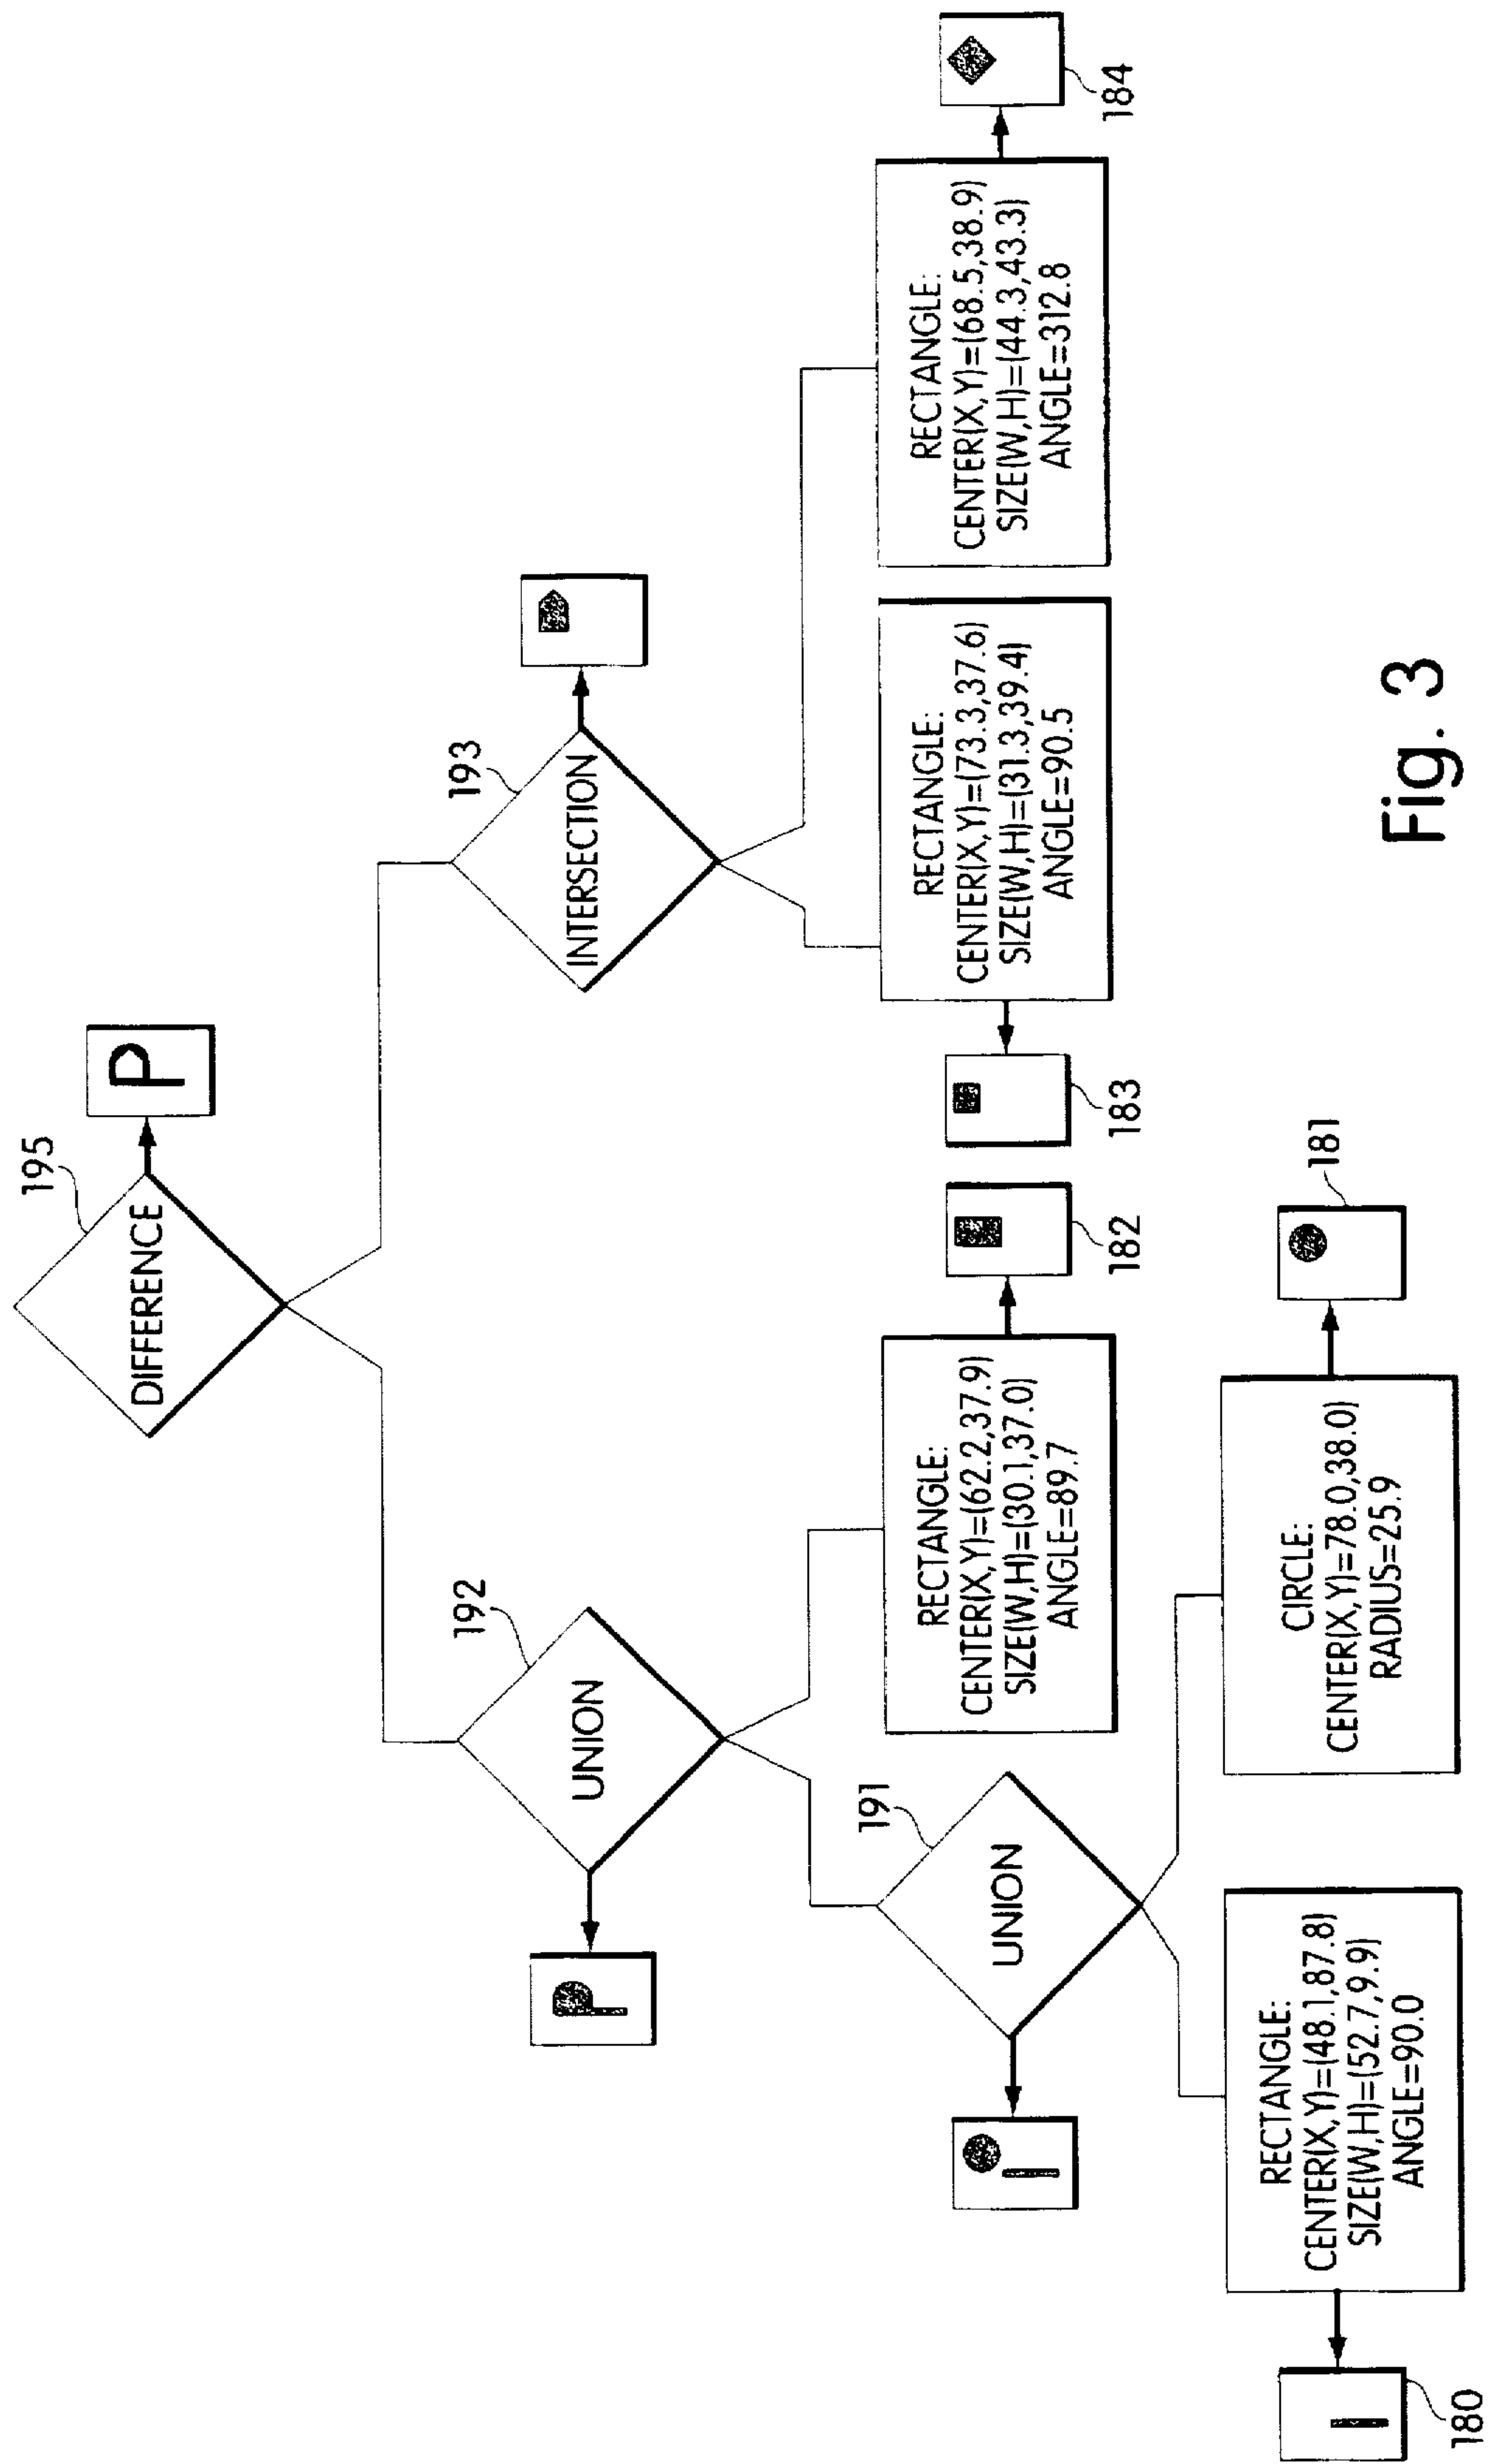 195
DIFFERENCE
P
192
UNION
P
193
INTERSECTION
191
UNION
RECTANGLE:
CENTER(X,Y)=(62.2,37.9)
SIZE(W,H)=(30.1,37.0)
ANGLE=89.7
182
183
RECTANGLE:
CENTER(X,Y)=(73.3,37.6)
SIZE(W,H)=(31.3,39.4)
ANGLE=90.5
RECTANGLE:
CENTER(X,Y)=(68.5,38.9)
SIZE(W,H)=(44.3,43.3)
ANGLE=312.8
184
180
RECTANGLE:
CENTER(X,Y)=(48.1,87.8)
SIZE(W,H)=(52.7,9.9)
ANGLE=90.0
CIRCLE:
CENTER(X,Y)=78.0,38.0)
RADIUS=25.9
181
Fig. 3